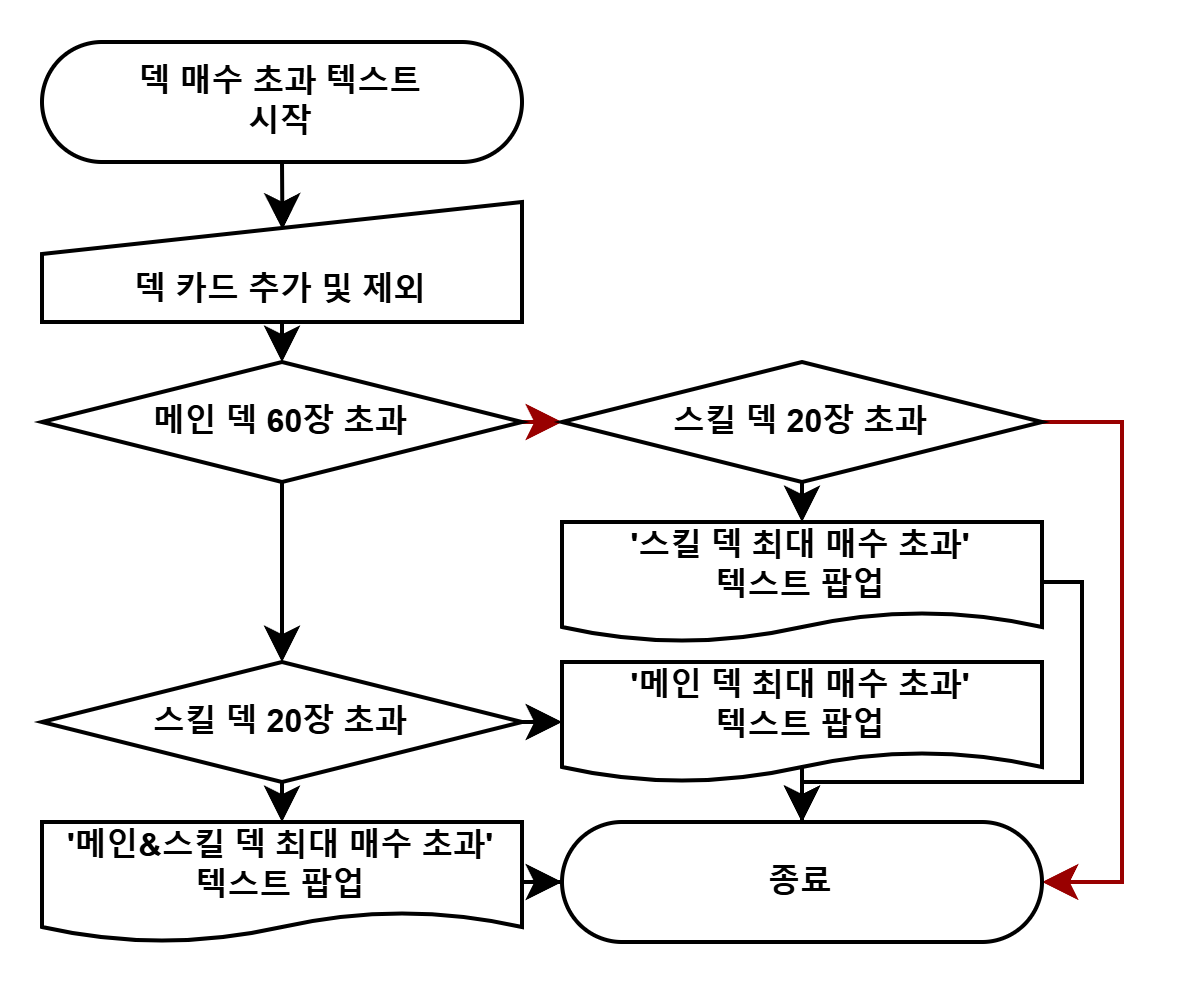 덱 매수 초과 텍스트
시작
덱 카드 추가 및 제외
메인 덱 60장 초과
스킬 덱 20장 초과
'스킬 덱 최대 매수 초과'
텍스트 팝업
'메인 덱 최대 매수 초과'
텍스트 팝업
스킬 덱 20장 초과
'메인&스킬 덱 최대 매수 초과'
텍스트 팝업
종료